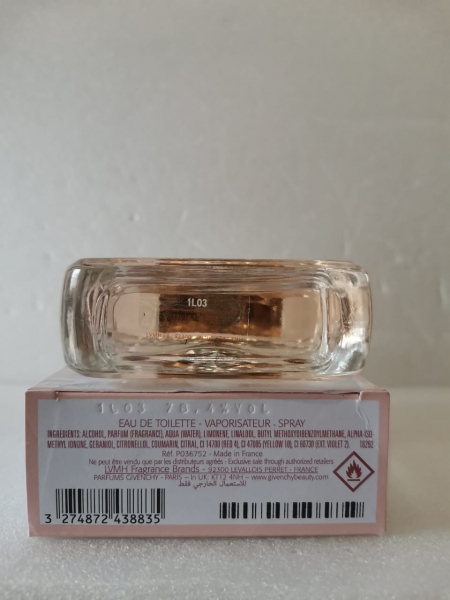 1L03
1L03 78.4SYOL
EAU DE TOILETTE - VAPORISATEUR - SPRAY
INGREDIENTS: ALCOHOL, PARFUM (FRAGRANCE), AQUA (WATER), LIMONENE, LINALOOL, BUTYL METHOXYDIBENZOYLMETHANE, ALPHA-ISO-
METHYL IONONE, GERANIOL, CITRONELLOL, COUMARIN, CITRAL, CI 14700 (RED 4), CI 47005 (YELLOW 10), CI 60730 (EXT. VIOLET 2). 10292
Réf. P036752 - Made in France
Ne peut être vendu que par les distributeurs agréés - Exclusive sale through authorized retailers
LVMH Fragrance Brands - 92300 LEVALLOIS PERRET - FRANCE
PARFUMS GIVENCHY - PARIS - In UK: KT12 4NH - www.givenchybeauty.com
للاستعمال الخارجي فقط
3 274872 438835